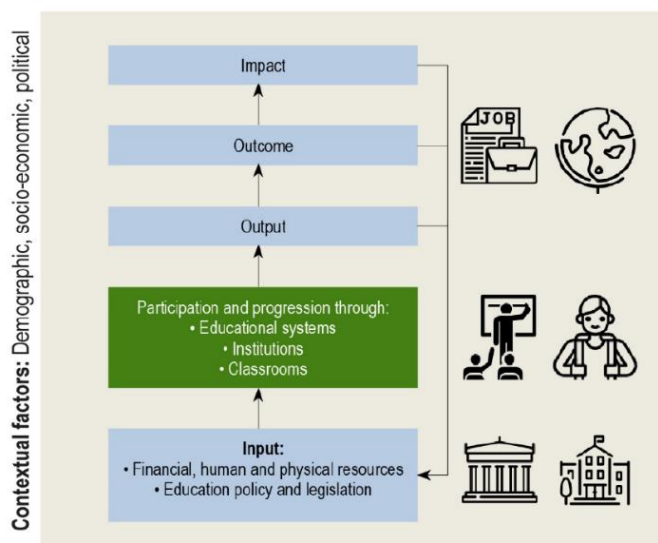 Contextual factors: Demographic, socio-economic, political
Impact
Outcome
Output
Participation and progression through:
• Educational systems
• Institutions
• Classrooms
Input:
• Financial, human and physical resources
• Education policy and legislation
JOB